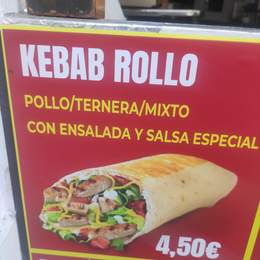 KEBAB ROLLO
POLLO/TERNERA/MIXTO
CON ENSALADA Y SALSA ESPECIAL
4,50€